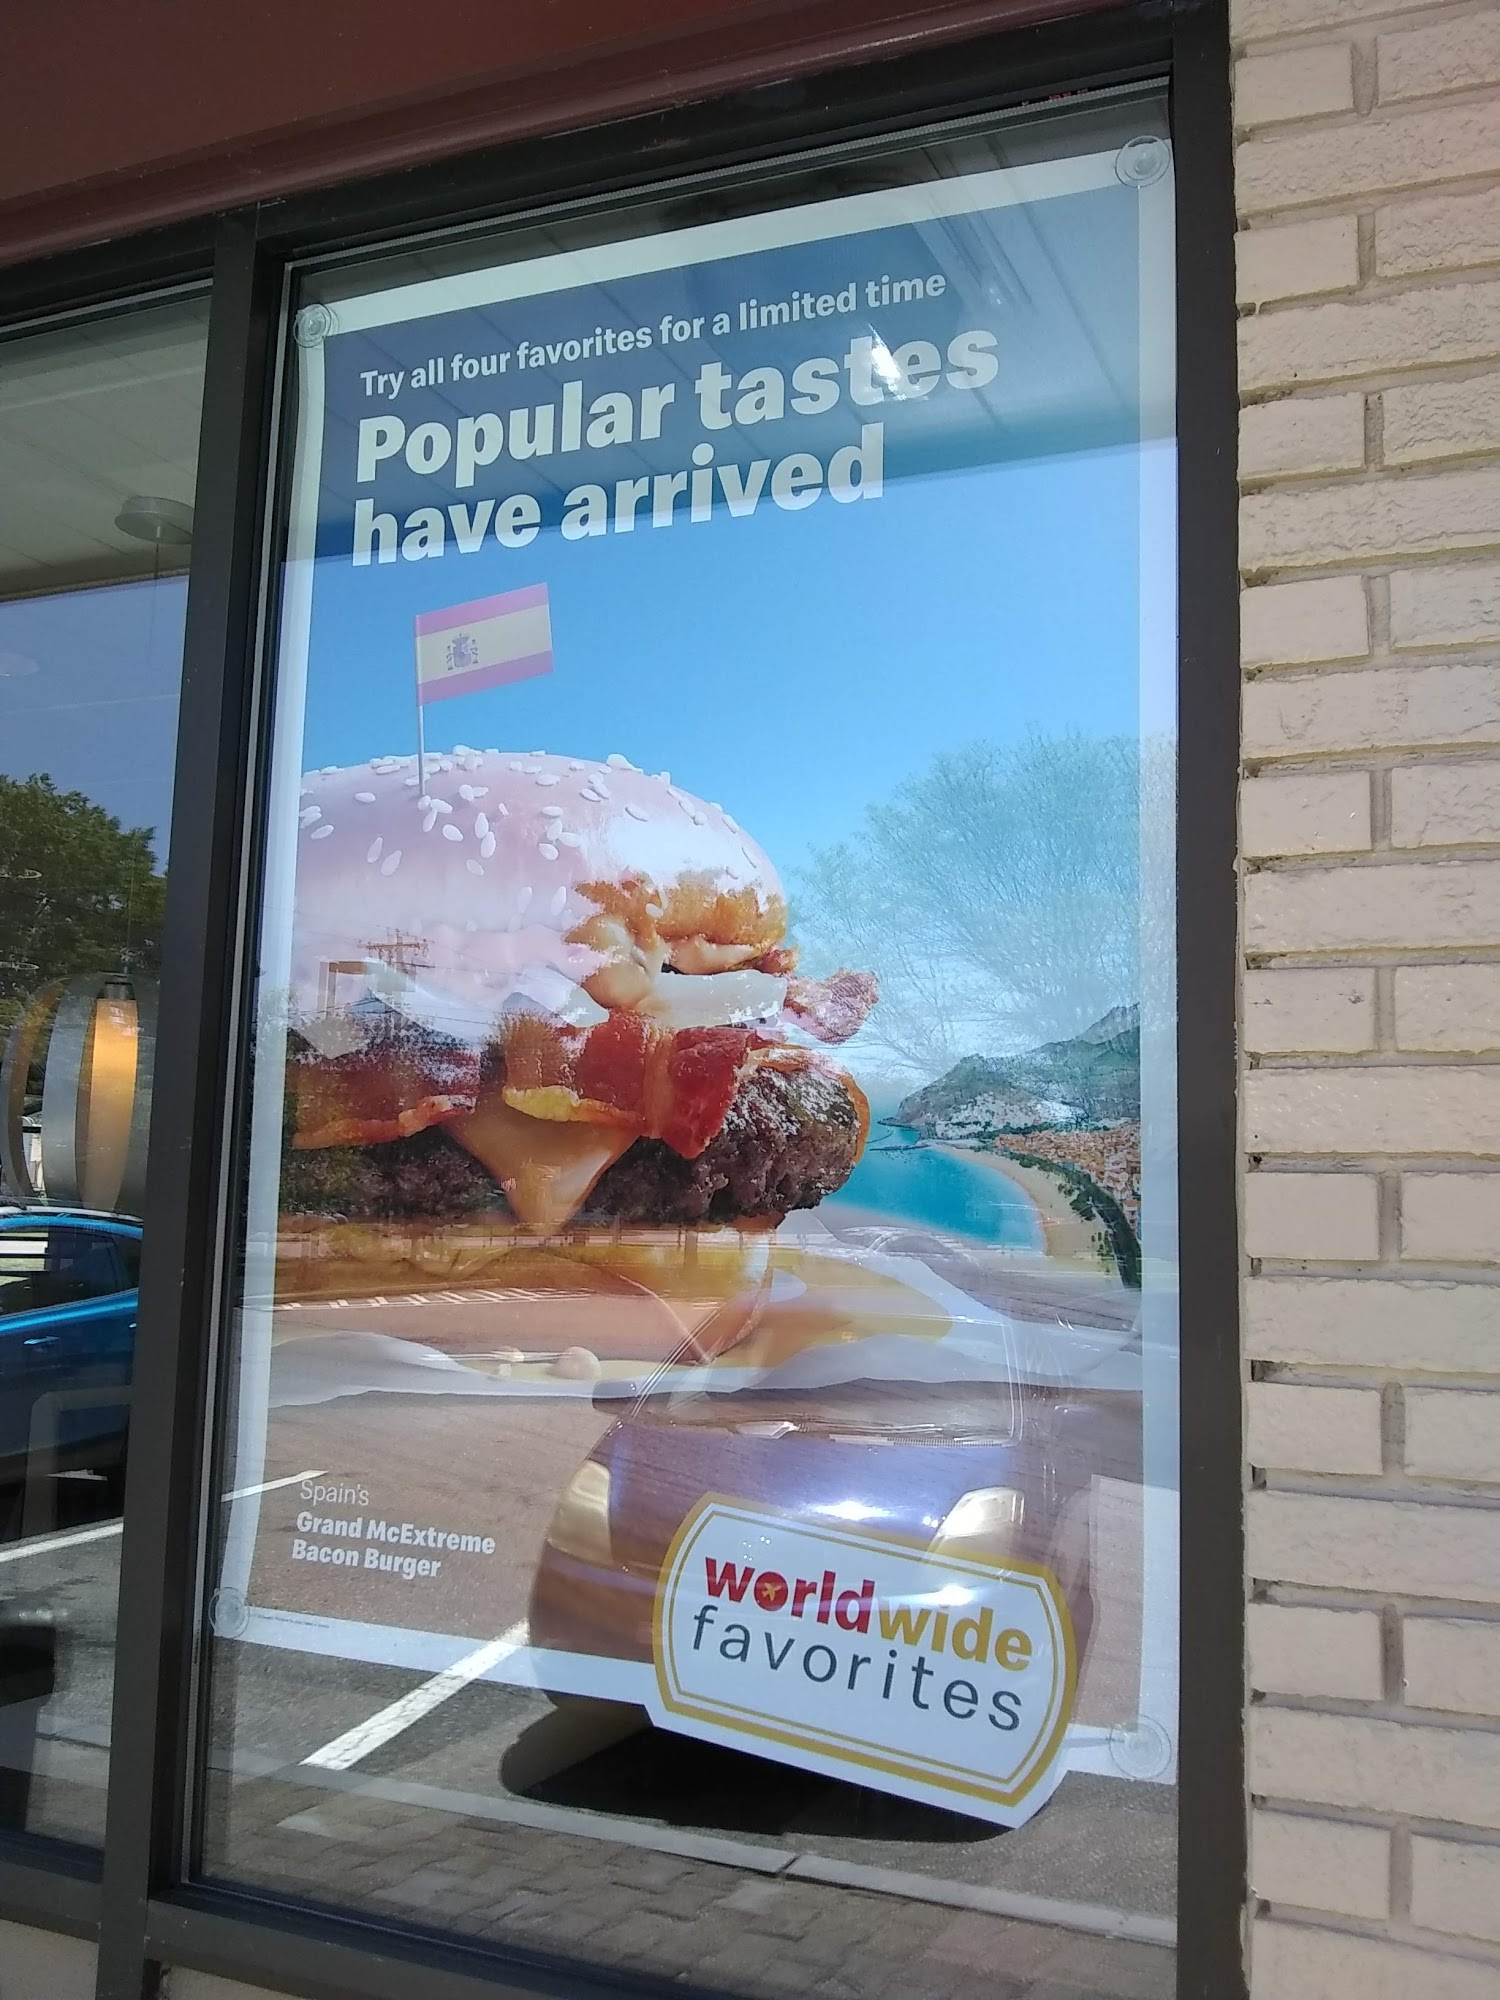 Try all four favorites for a limited time
Popular tastes
have arrived
Spain's
Grand McExtreme
Bacon Burger
worldwide
favorites